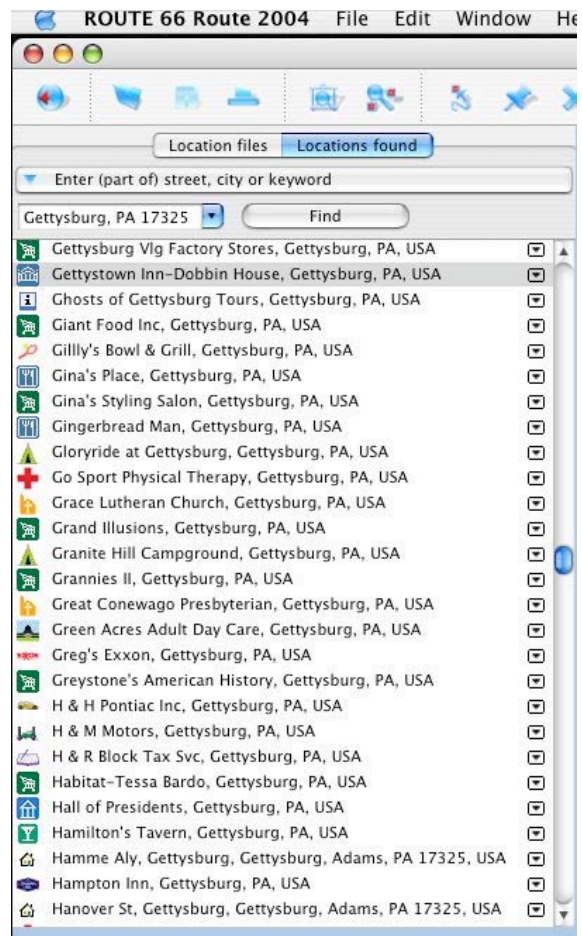 ROUTE 66 Route 2004 File Edit Window He
Location files Locations found
Enter (part of) street, city or keyword
Gettysburg, PA 17325 Find
Gettysburg Vlg Factory Stores, Gettysburg, PA, USA
Gettystown Inn-Dobbin House, Gettysburg, PA, USA
Ghosts of Gettysburg Tours, Gettysburg, PA, USA
Giant Food Inc, Gettysburg, PA, USA
Gillly's Bowl & Grill, Gettysburg, PA, USA
Gina's Place, Gettysburg, PA, USA
Gina's Styling Salon, Gettysburg, PA, USA
Gingerbread Man, Gettysburg, PA, USA
Gloryride at Gettysburg, Gettysburg, PA, USA
Go Sport Physical Therapy, Gettysburg, PA, USA
Grace Lutheran Church, Gettysburg, PA, USA
Grand Illusions, Gettysburg, PA, USA
Granite Hill Campground, Gettysburg, PA, USA
Grannies II, Gettysburg, PA, USA
Great Conewago Presbyterian, Gettysburg, PA, USA
Green Acres Adult Day Care, Gettysburg, PA, USA
Greg's Exxon, Gettysburg, PA, USA
Greystone's American History, Gettysburg, PA, USA
H & H Pontiac Inc, Gettysburg, PA, USA
H & M Motors, Gettysburg, PA, USA
H & R Block Tax Svc, Gettysburg, PA, USA
Habitat-Tessa Bardo, Gettysburg, PA, USA
Hall of Presidents, Gettysburg, PA, USA
Hamilton's Tavern, Gettysburg, PA, USA
Hamme Aly, Gettysburg, Gettysburg, Adams, PA 17325, USA
Hampton Inn, Gettysburg, PA, USA
Hanover St, Gettysburg, Gettysburg, Adams, PA 17325, USA